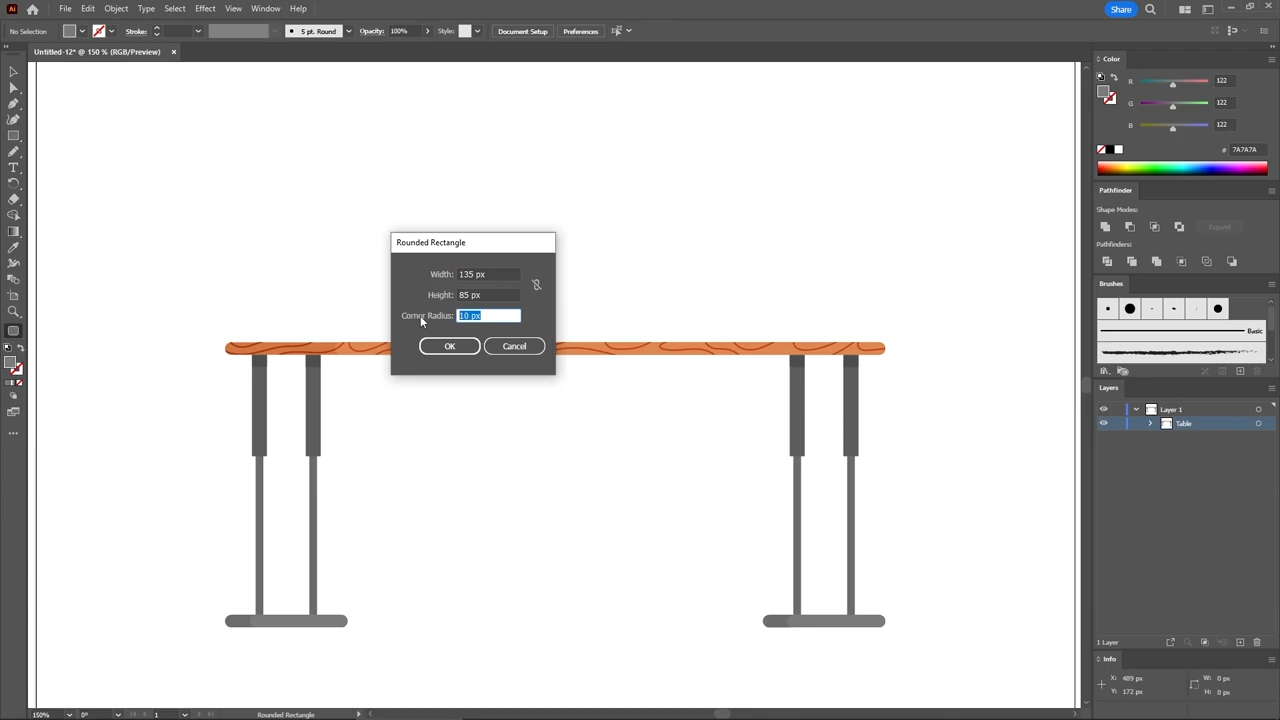 Ai File Edit Object Type Select Effect View Window Help Share
No Selection Stroke: 5 pt. Round Opacity: 100% Style: Document Setup Preferences
Untitled-12* @ 150 % (RGB/Preview) ×
Color
R 122
G 122
B 122
# 7A7A7A
Pathfinder
Shape Modes:
Expand
Pathfinders:
Brushes
Basic
Layers
Layer 1
Table
1 Layer
Info
X: 489 px W: 0 px
Y: 172 px H: 0 px
Rounded Rectangle
Width: 135 px
Height: 85 px
Corner Radius: 10 px
OK Cancel
150% 0° 1 Rounded Rectangle